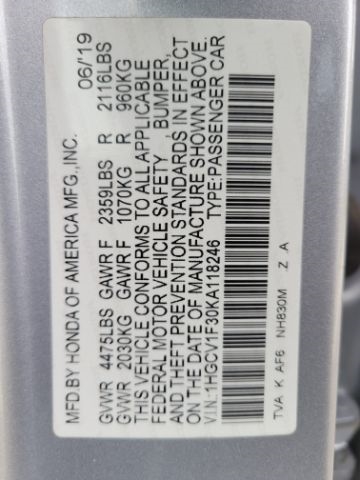 MFD.BY HONDA OF AMERICA MFG.,INC. 06/'19
GVWR 4475LBS GAWR F 2359LBS R 2116LBS
GVWR 2030KG GAWR F 1070KG R 960KG
THIS VEHICLE CONFORMS TO ALL APPLICABLE
FEDERAL MOTOR VEHICLE SAFETY BUMPER,
AND THEFT PREVENTION STANDARDS IN EFFECT
ON THE DATE OF MANUFACTURE SHOWN ABOVE.
V.I.N.:1HGCV1F30KA118246 TYPE:PASSENGER CAR
TVA K AF6 NH830M Z A